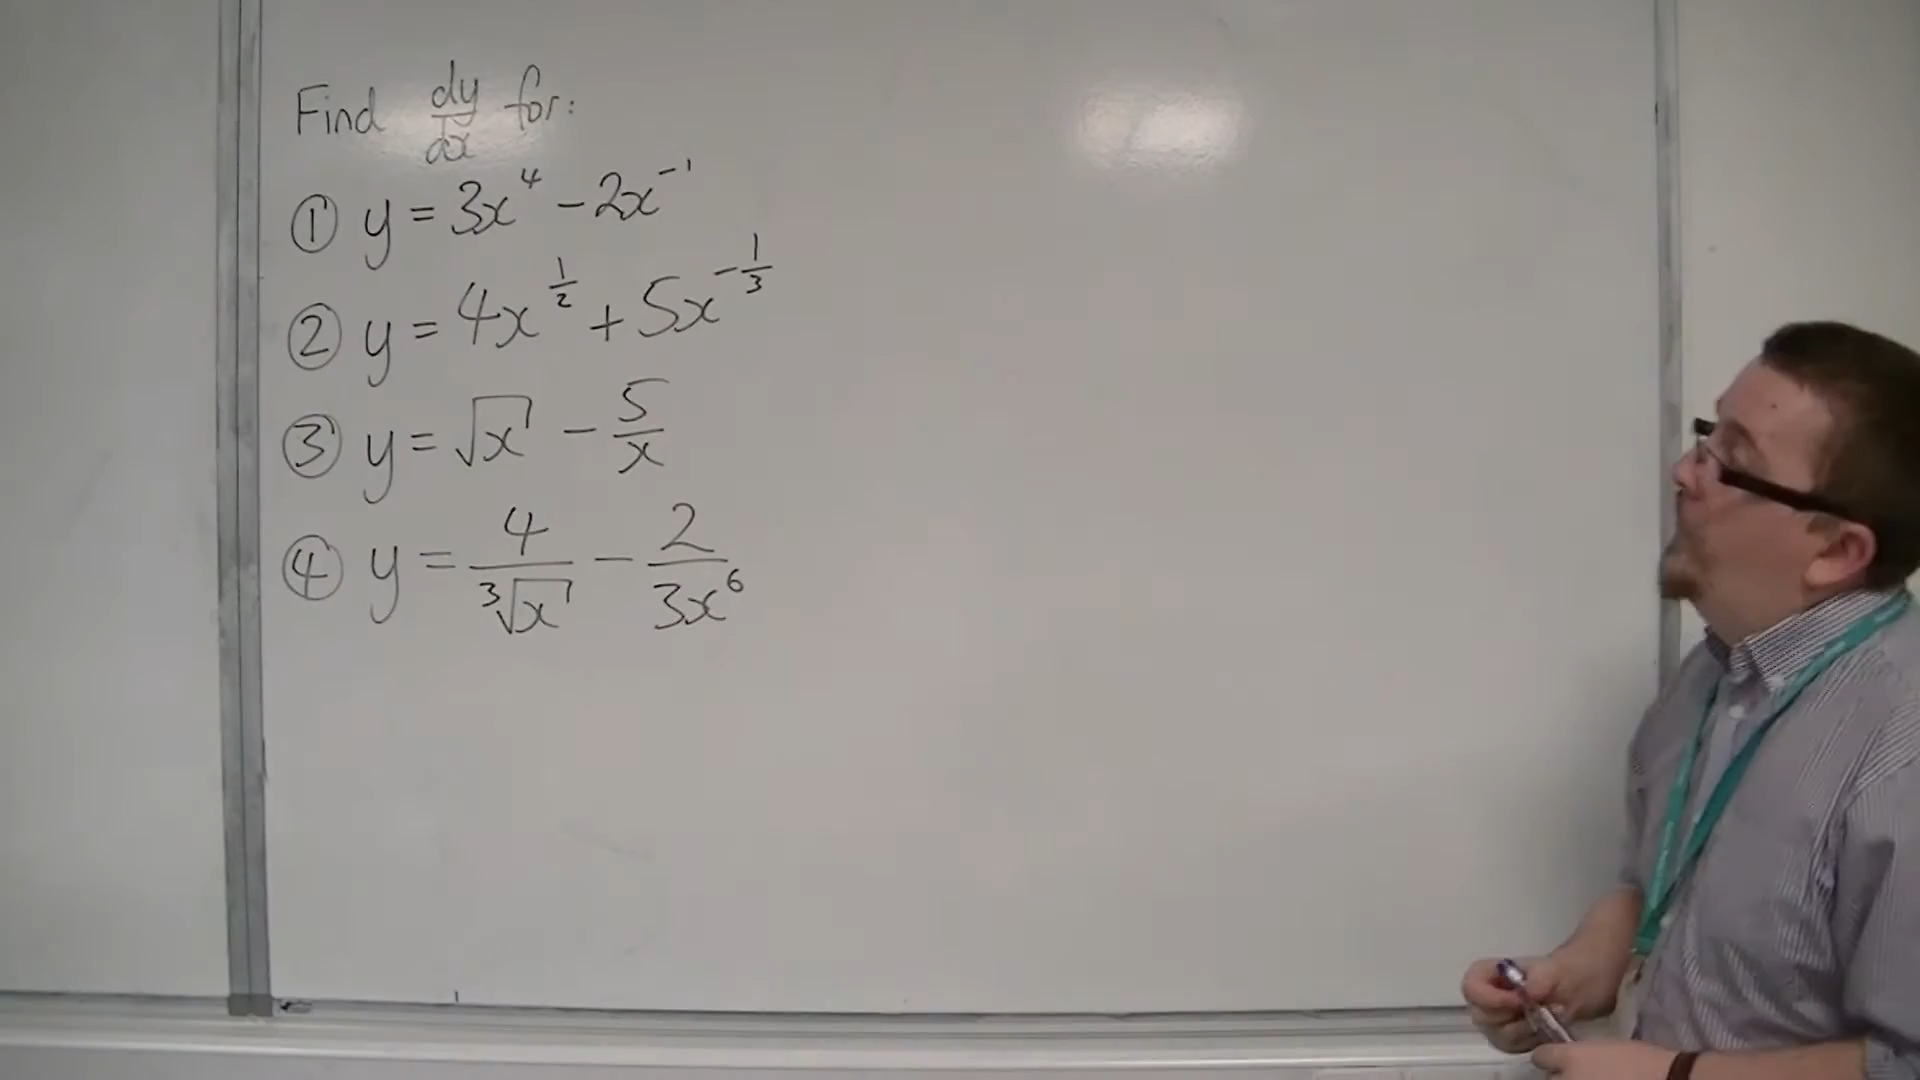 Find dy/dx for:
① y = 3x⁴ - 2x⁻¹
② y = 4x^(1/2) + 5x^(-1/3)
③ y = √x - 5/x
④ y = 4/∛x - 2/3x⁶